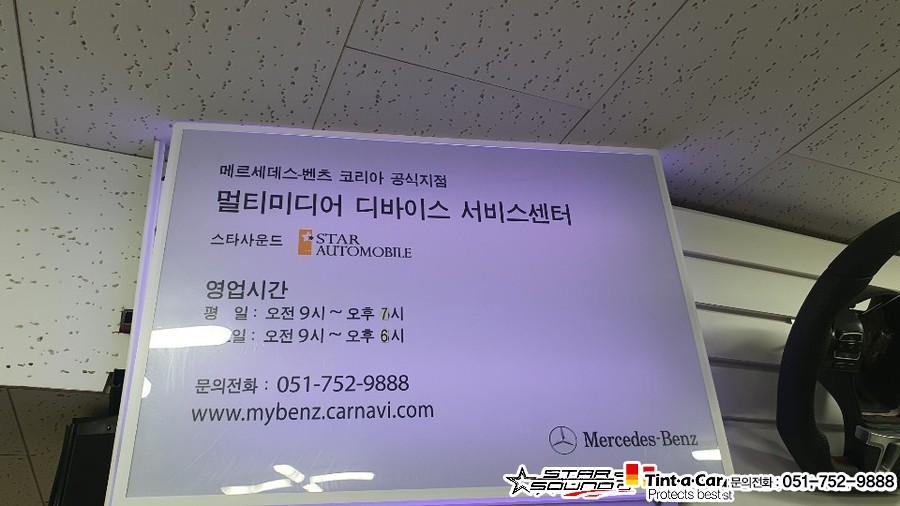 메르세데스-벤츠 코리아 공식지점
멀티미디어 디바이스 서비스센터
스타사운드 STAR AUTOMOBILE
영업시간
평 일 : 오전 9시 ~ 오후 7시
일 : 오전 9시 ~ 오후 6시
문의전화 : 051-752-9888
www.mybenz.carnavi.com
Mercedes-Benz
STAR SOUND Tint-a-Car 문의전화 : 051-752-9888
Protects best